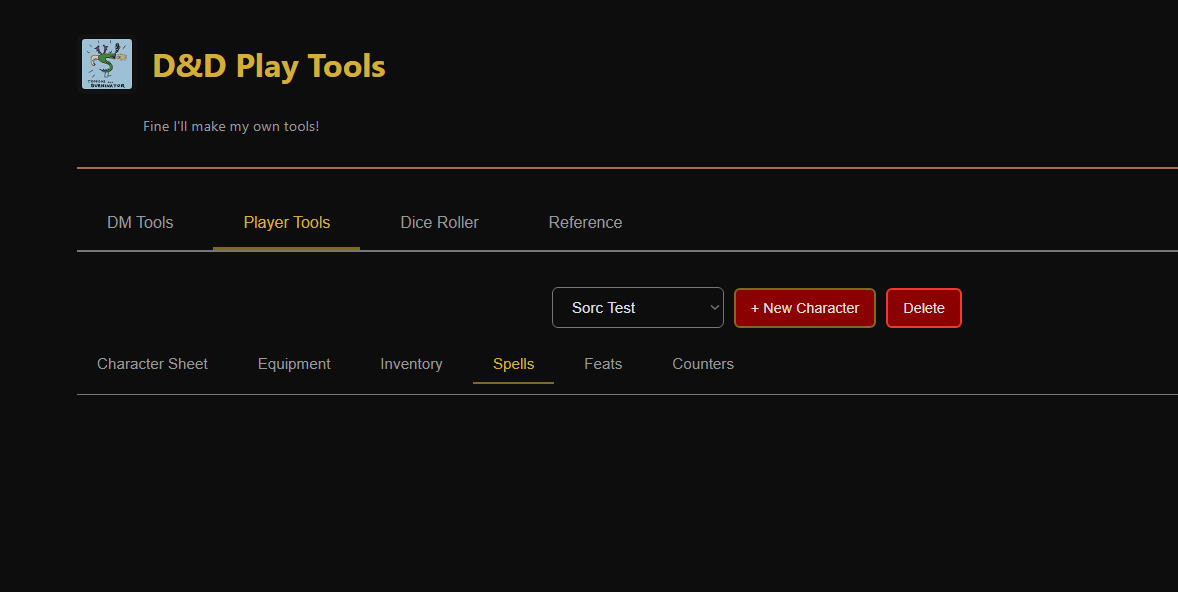 D&D Play Tools
Fine I'll make my own tools!
DM Tools Player Tools Dice Roller Reference
Sorc Test + New Character Delete
Character Sheet Equipment Inventory Spells Feats Counters